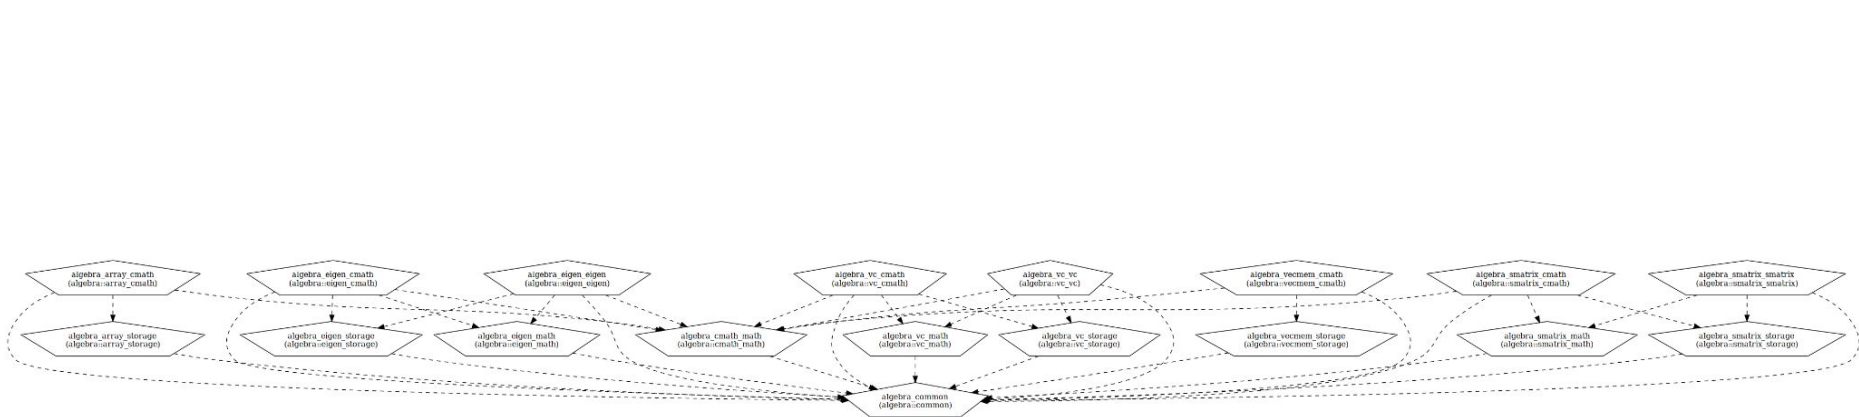 algebra_array_cmath
(algebra::array_cmath)
algebra_eigen_cmath
(algebra::eigen_cmath)
algebra_eigen_eigen
(algebra::eigen_eigen)
algebra_vc_cmath
(algebra::vc_cmath)
algebra_vc_vc
(algebra::vc_vc)
algebra_vecmem_cmath
(algebra::vecmem_cmath)
algebra_smatrix_cmath
(algebra::smatrix_cmath)
algebra_smatrix_smatrix
(algebra::smatrix_smatrix)
algebra_array_storage
(algebra::array_storage)
algebra_eigen_storage
(algebra::eigen_storage)
algebra_eigen_math
(algebra::eigen_math)
algebra_cmath_math
(algebra::cmath_math)
algebra_vc_math
(algebra::vc_math)
algebra_vc_storage
(algebra::vc_storage)
algebra_vecmem_storage
(algebra::vecmem_storage)
algebra_smatrix_math
(algebra::smatrix_math)
algebra_smatrix_storage
(algebra::smatrix_storage)
algebra_common
(algebra::common)